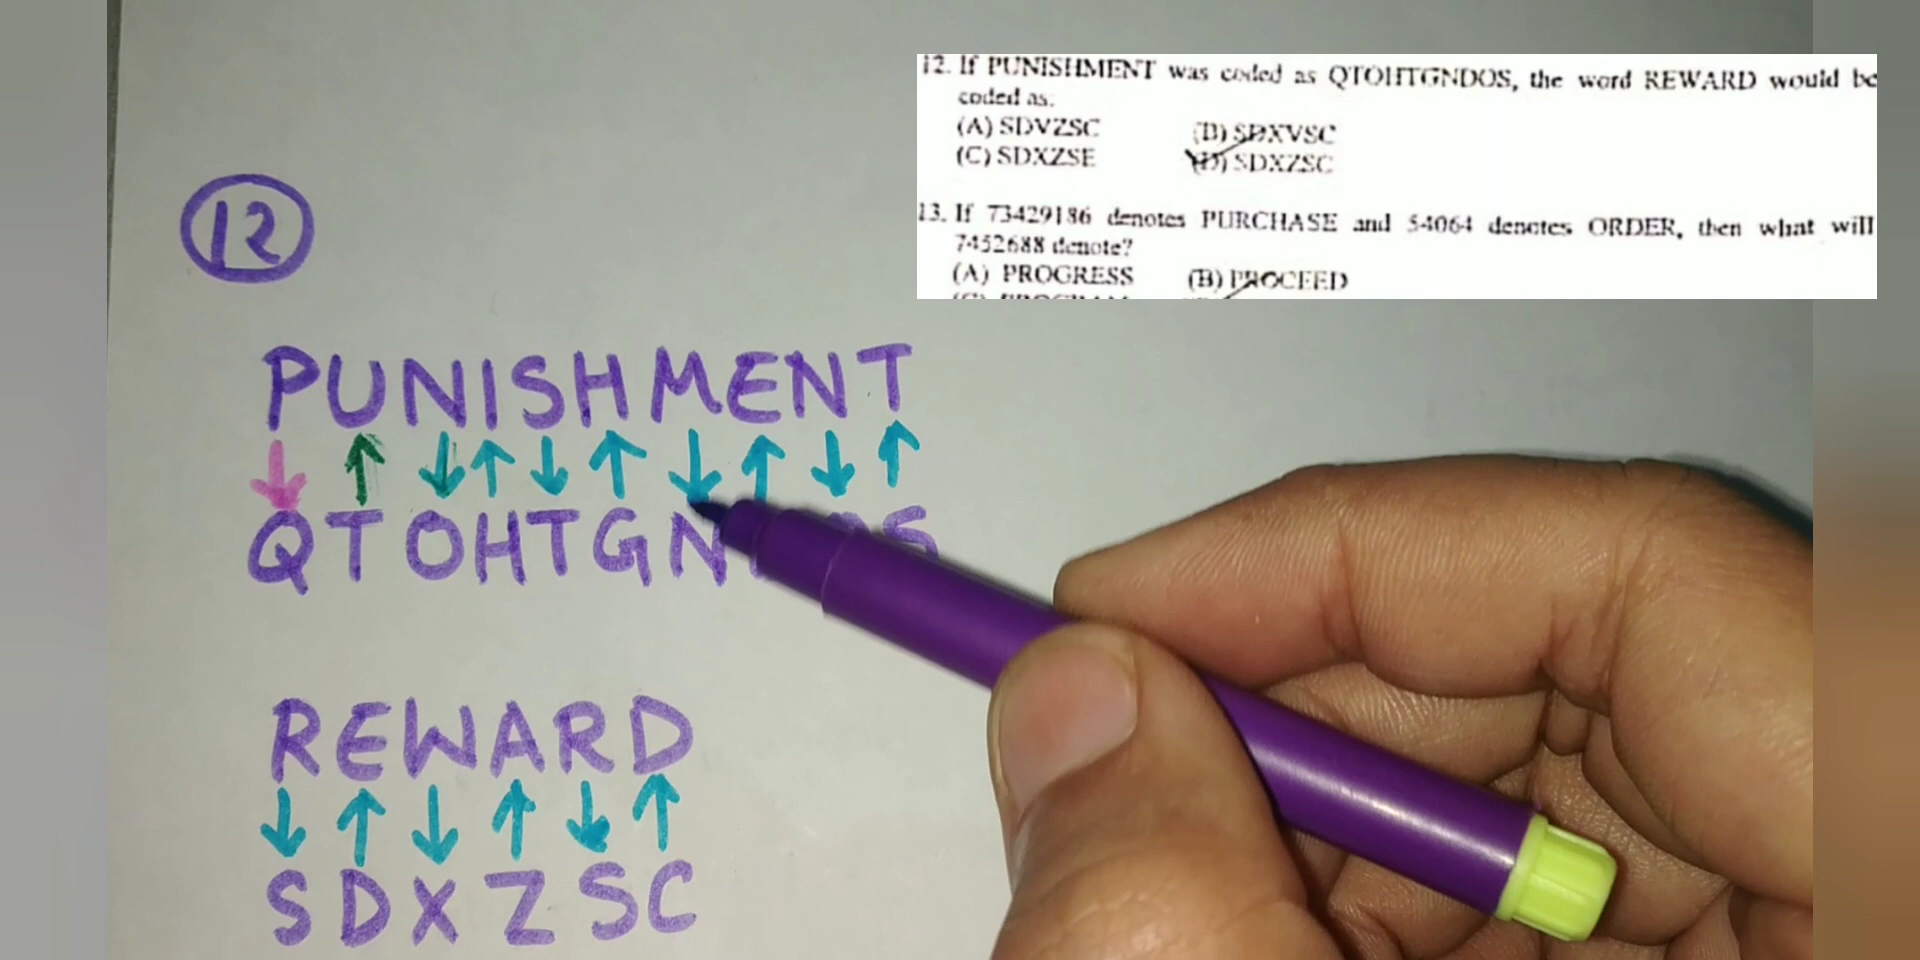 12. If PUNISHMENT was coded as QTOHTGNDOS, the word REWARD would be
coded as:
(A) SDVZSC (B) SDXVSC
(C) SDXZSE (D) SDXZSC
13. If 73429186 denotes PURCHASE and 54064 denotes ORDER, then what will
7452688 denote?
(A) PROGRESS (B) PROCEED
12
PUNISHMENT
QTOHTGN S
REWARD
SDXZSC